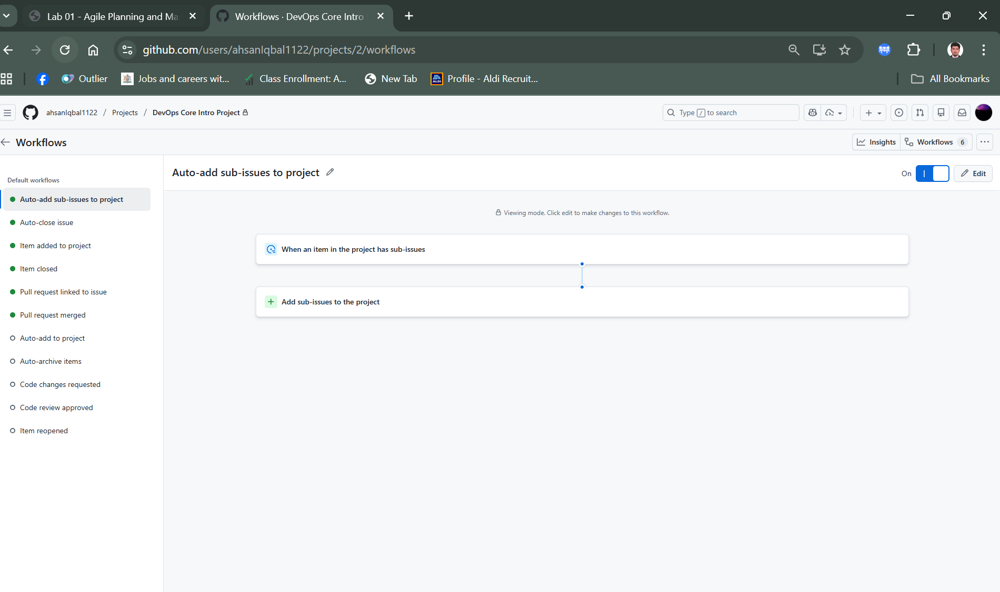 Lab 01 - Agile Planning and Ma
Workflows · DevOps Core Intro
github.com/users/ahsanIqbal1122/projects/2/workflows
Outlier
Jobs and careers wit...
Class Enrollment: A...
New Tab
ALDI
Profile - Aldi Recruit...
All Bookmarks
ahsanIqbal1122 / Projects / DevOps Core Intro Project
Type / to search
Workflows
Insights
Workflows 6
Default workflows
Auto-add sub-issues to project
Auto-close issue
Item added to project
Item closed
Pull request linked to issue
Pull request merged
Auto-add to project
Auto-archive items
Code changes requested
Code review approved
Item reopened
Auto-add sub-issues to project
On
Edit
Viewing mode. Click edit to make changes to this workflow.
When an item in the project has sub-issues
Add sub-issues to the project